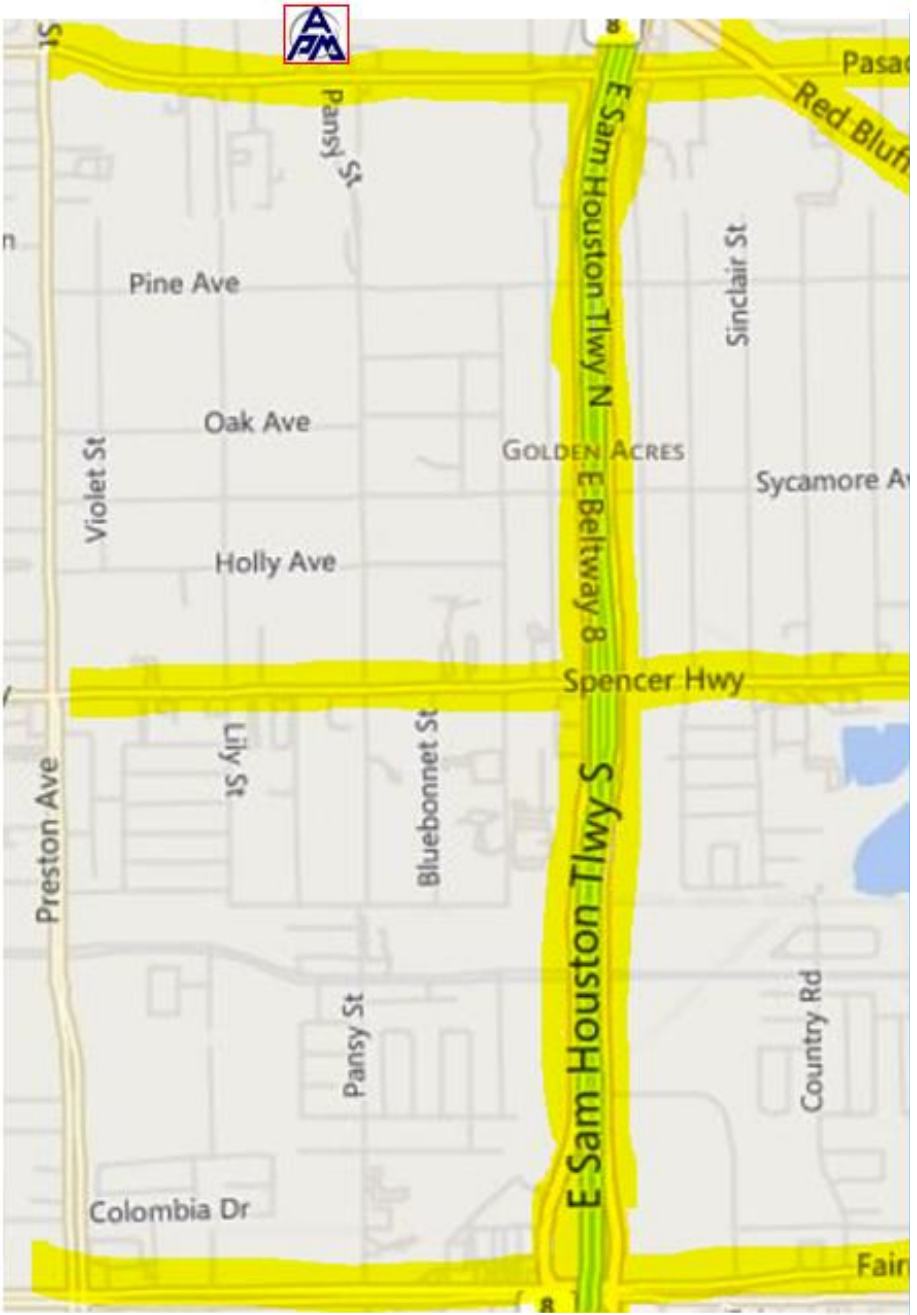 APM
8
St
Pasad
Red Bluff
E Sam Houston Tlwy N
Pansy St
n
Sinclair St
Pine Ave
Oak Ave
GOLDEN ACRES
Violet St
Sycamore Av
E Beltway 8
Holly Ave
Spencer Hwy
y
Lily St
Bluebonnet St
E Sam Houston Tlwy S
Preston Ave
Pansy St
Country Rd
Colombia Dr
Fair
8